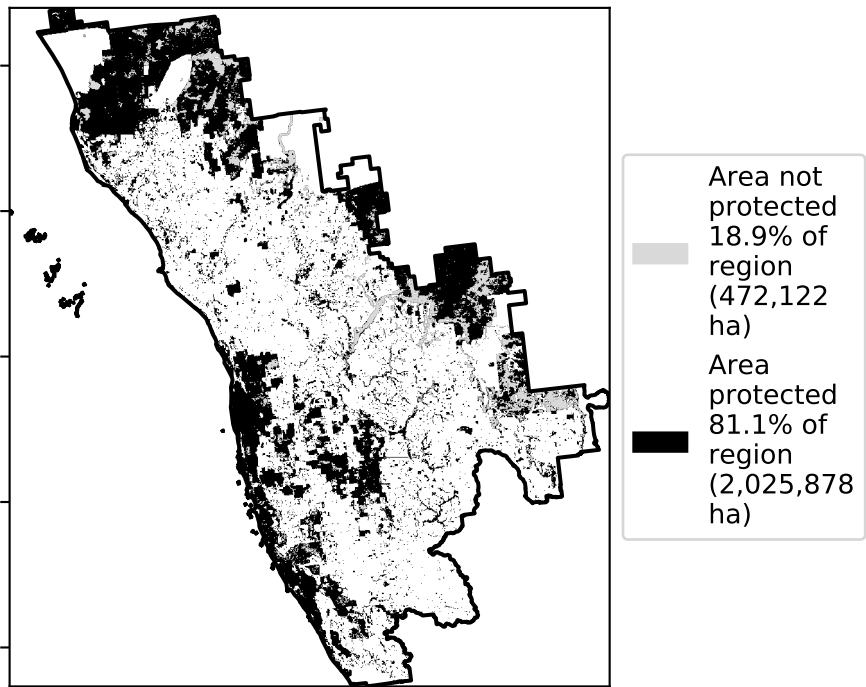 Area not
protected
18.9% of
region
(472,122
ha)
Area
protected
81.1% of
region
(2,025,878
ha)